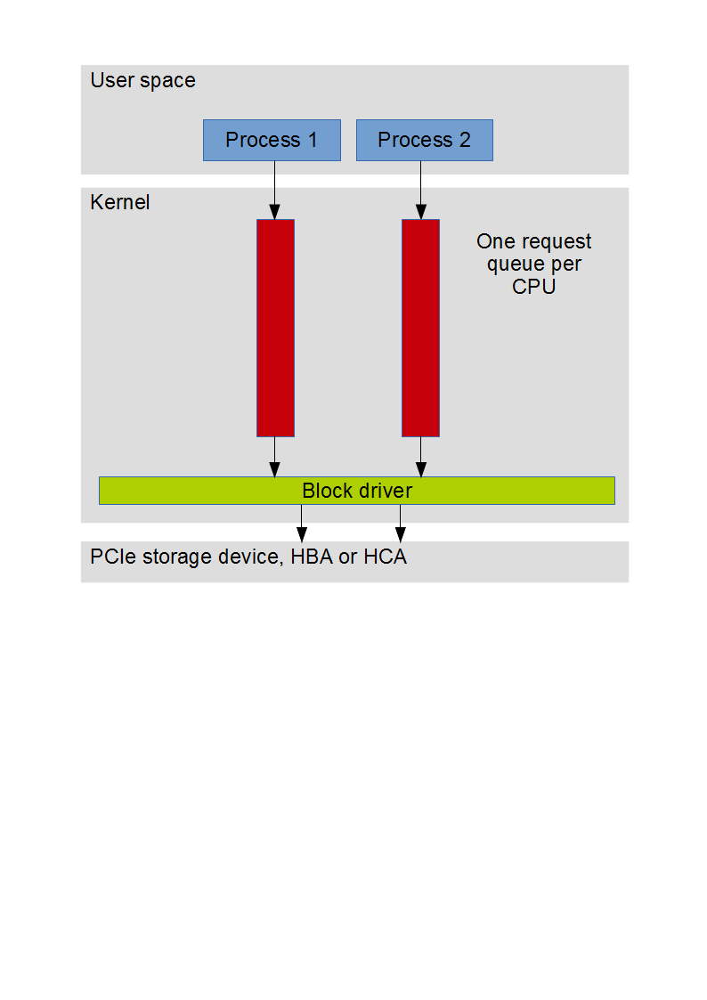 User space
Process 1
Process 2
Kernel
One request
queue per
CPU
Block driver
PCIe storage device, HBA or HCA